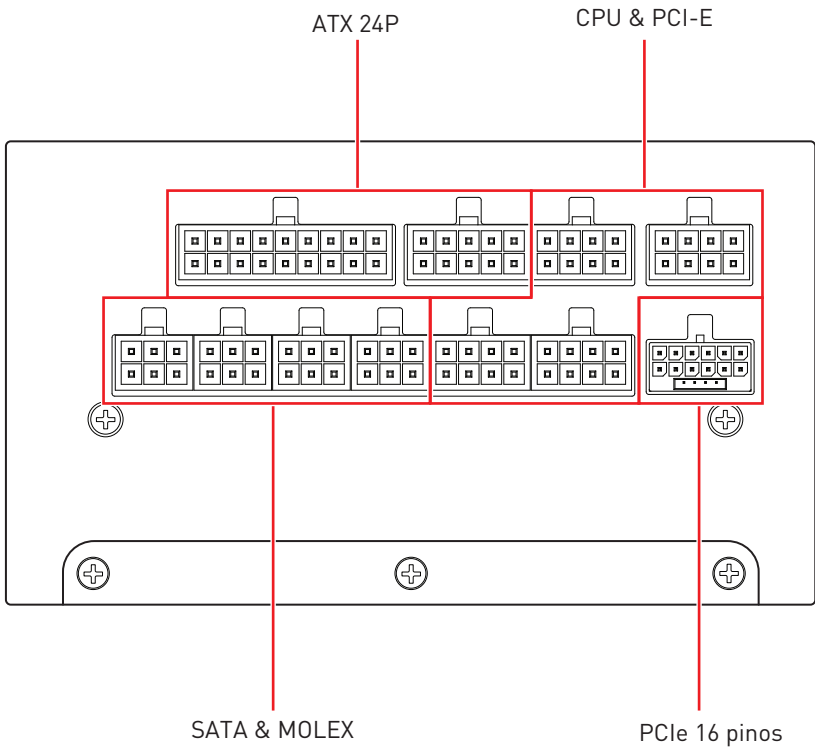 ATX 24P
CPU & PCI-E
SATA & MOLEX
PCIe 16 pinos